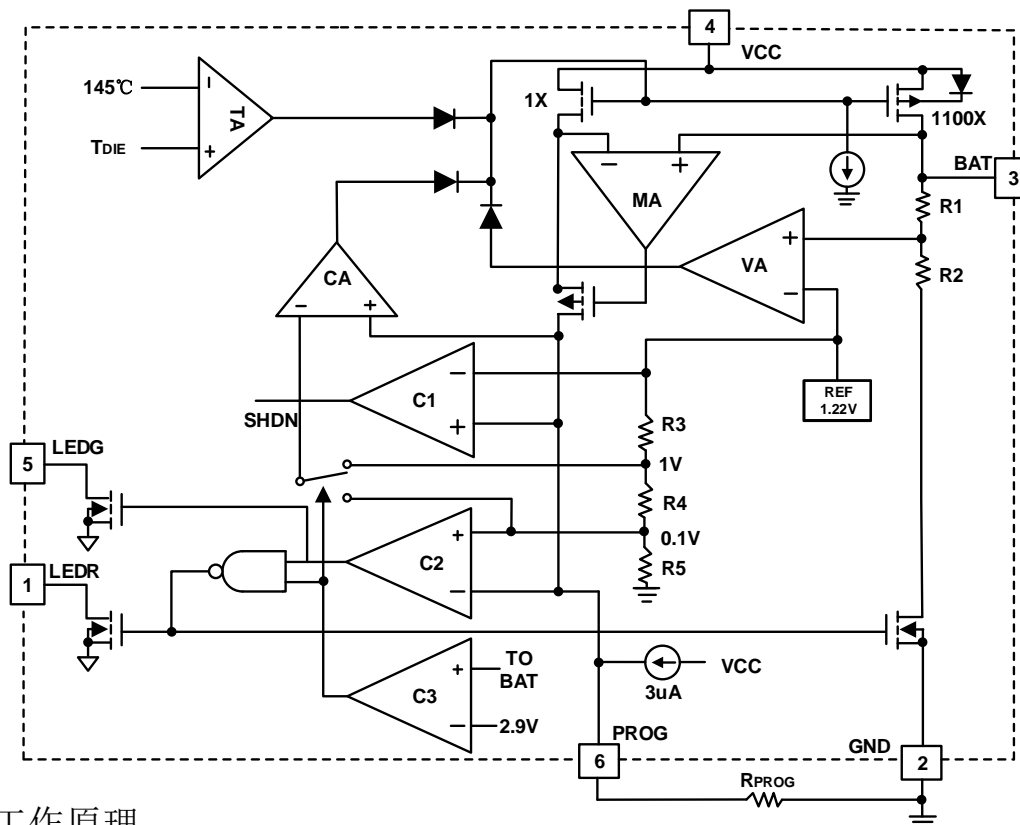 4
VCC
145℃
TA
−
+
TDIE
1X
1100X
−
+
MA
BAT
3
R1
VA
+
−
R2
CA
−
+
REF
1.22V
C1
−
+
SHDN
R3
1V
LEDG
5
R4
0.1V
C2
+
−
R5
LEDR
1
C3
+
−
TO
BAT
2.9V
3uA
VCC
PROG
6
GND
2
RPROG
工作原理